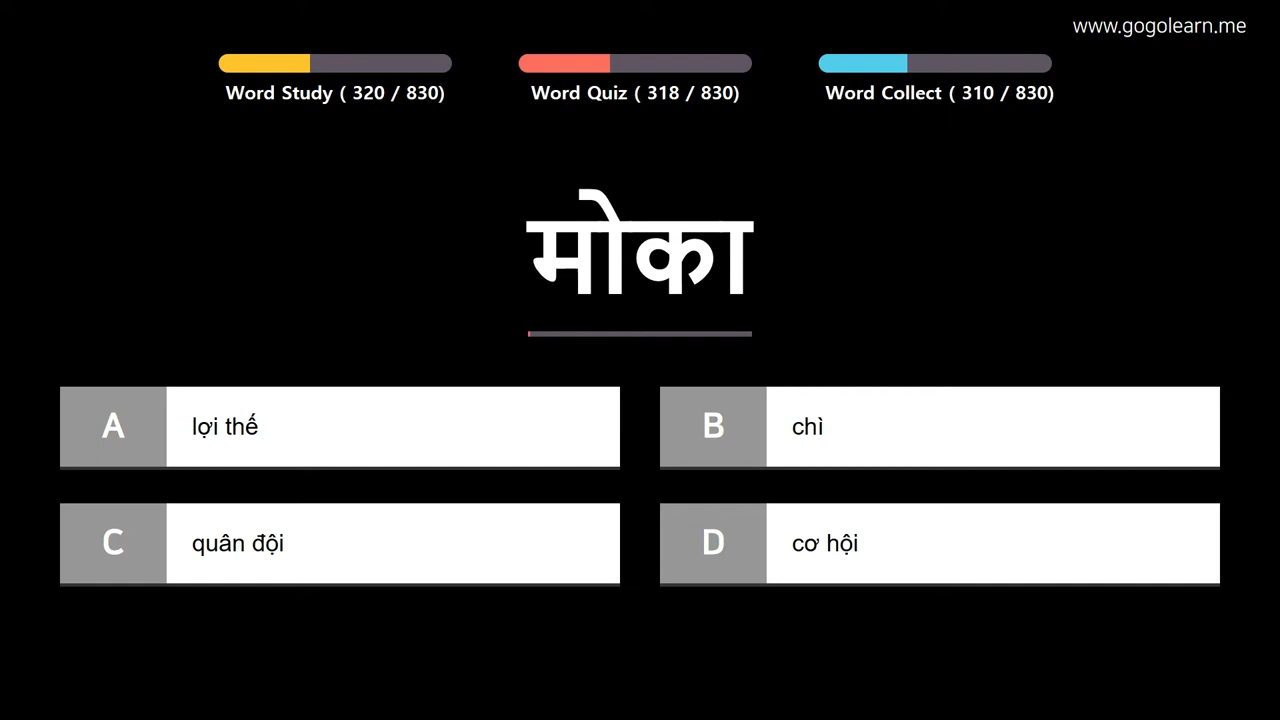 www.gogolearn.me
Word Study ( 320 / 830)
Word Quiz ( 318 / 830)
Word Collect ( 310 / 830)
मोका
A lợi thế
B chì
C quân đội
D cơ hội